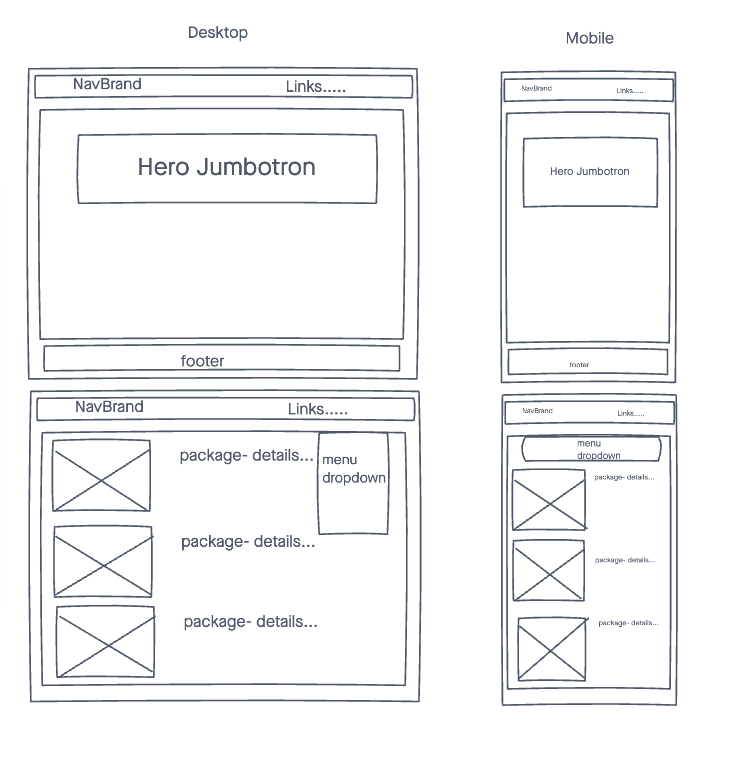 Desktop
NavBrand Links.....
Hero Jumbotron
footer
NavBrand Links.....
package- details...
menu
dropdown
package- details...
package- details...
Mobile
NavBrand Links.....
Hero Jumbotron
footer
NavBrand Links.....
menu
dropdown
package- details...
package- details...
package- details...